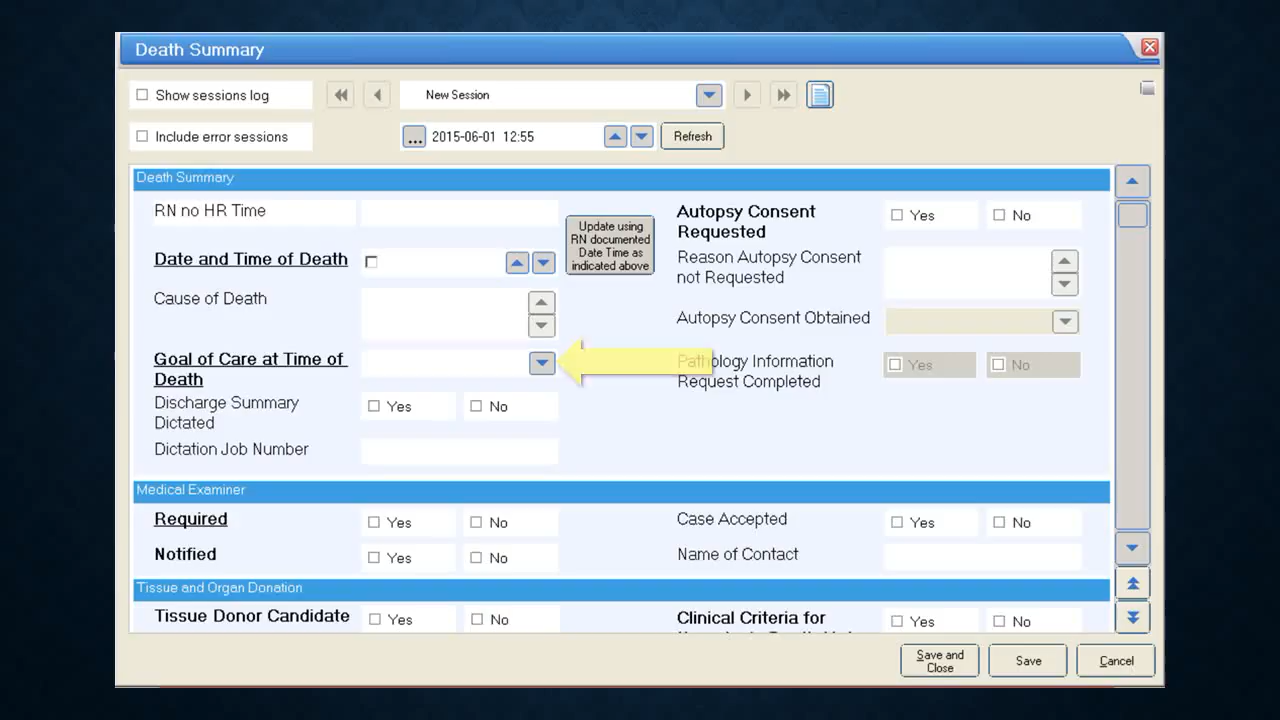 Death Summary
Show sessions log
New Session
Include error sessions
... 2015-06-01 12:55
Refresh
Death Summary
RN no HR Time
Update using
RN documented
Date Time as
indicated above
Date and Time of Death
Cause of Death
Goal of Care at Time of
Death
Discharge Summary
Dictated
Yes No
Dictation Job Number
Autopsy Consent
Requested
Yes No
Reason Autopsy Consent
not Requested
Autopsy Consent Obtained
Pathology Information
Request Completed
Yes No
Medical Examiner
Required Yes No
Case Accepted Yes No
Notified Yes No
Name of Contact
Tissue and Organ Donation
Tissue Donor Candidate Yes No
Clinical Criteria for
Yes No
Save and
Close
Save
Cancel